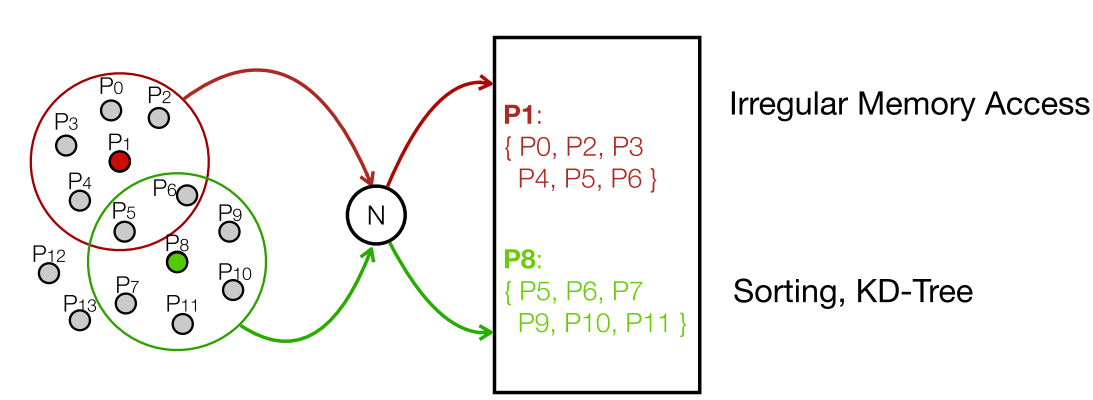 P0
P2
P3
P1
P4
P6
P5
P9
P8
P12
P10
P7
P13
P11
N
P1:
{ P0, P2, P3
P4, P5, P6 }
P8:
{ P5, P6, P7
P9, P10, P11 }
Irregular Memory Access
Sorting, KD-Tree